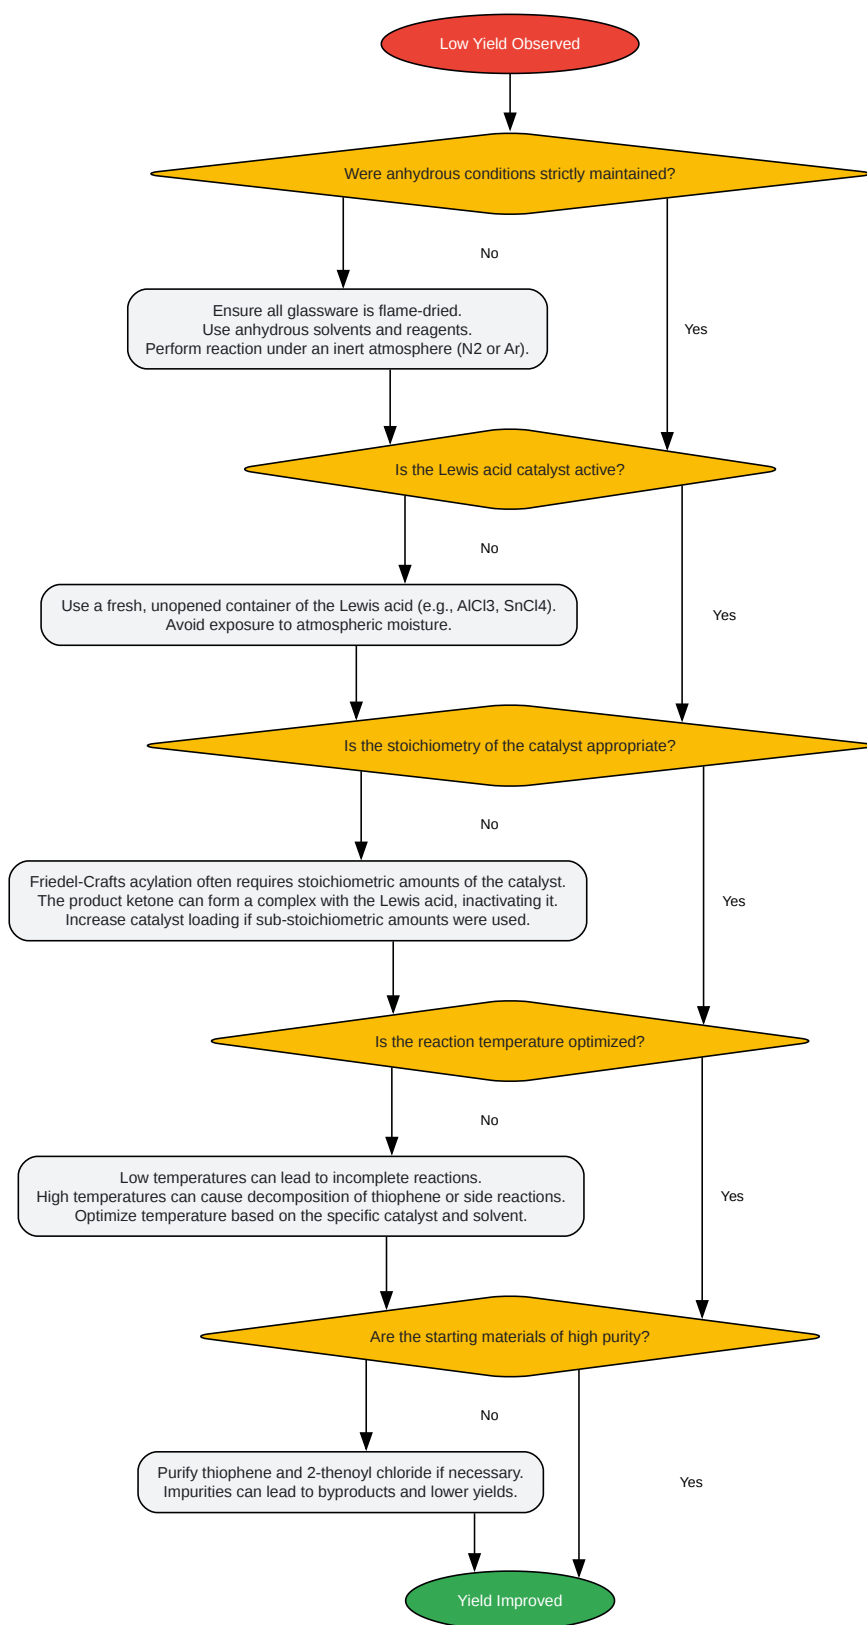 Low Yield Observed
Were anhydrous conditions strictly maintained?
No
Ensure all glassware is flame-dried.
Use anhydrous solvents and reagents.
Perform reaction under an inert atmosphere (N2 or Ar).
Yes
Is the Lewis acid catalyst active?
No
Use a fresh, unopened container of the Lewis acid (e.g., AlCl3, SnCl4).
Avoid exposure to atmospheric moisture.
Yes
Is the stoichiometry of the catalyst appropriate?
No
Friedel-Crafts acylation often requires stoichiometric amounts of the catalyst.
The product ketone can form a complex with the Lewis acid, inactivating it.
Increase catalyst loading if sub-stoichiometric amounts were used.
Yes
Is the reaction temperature optimized?
No
Low temperatures can lead to incomplete reactions.
High temperatures can cause decomposition of thiophene or side reactions.
Optimize temperature based on the specific catalyst and solvent.
Yes
Are the starting materials of high purity?
No
Purify thiophene and 2-thenoyl chloride if necessary.
Impurities can lead to byproducts and lower yields.
Yes
Yield Improved